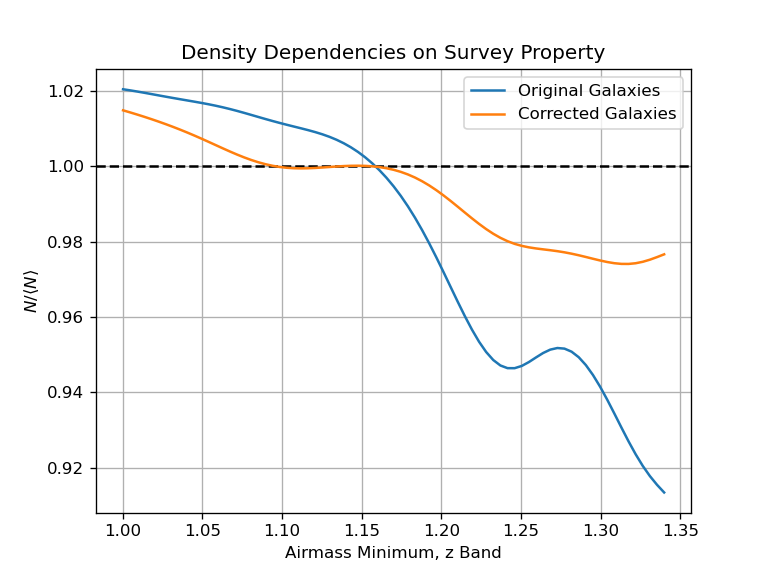 Density Dependencies on Survey Property
Original Galaxies
Corrected Galaxies
1.02
1.00
0.98
0.96
0.94
0.92
N/⟨N⟩
1.00 1.05 1.10 1.15 1.20 1.25 1.30 1.35
Airmass Minimum, z Band